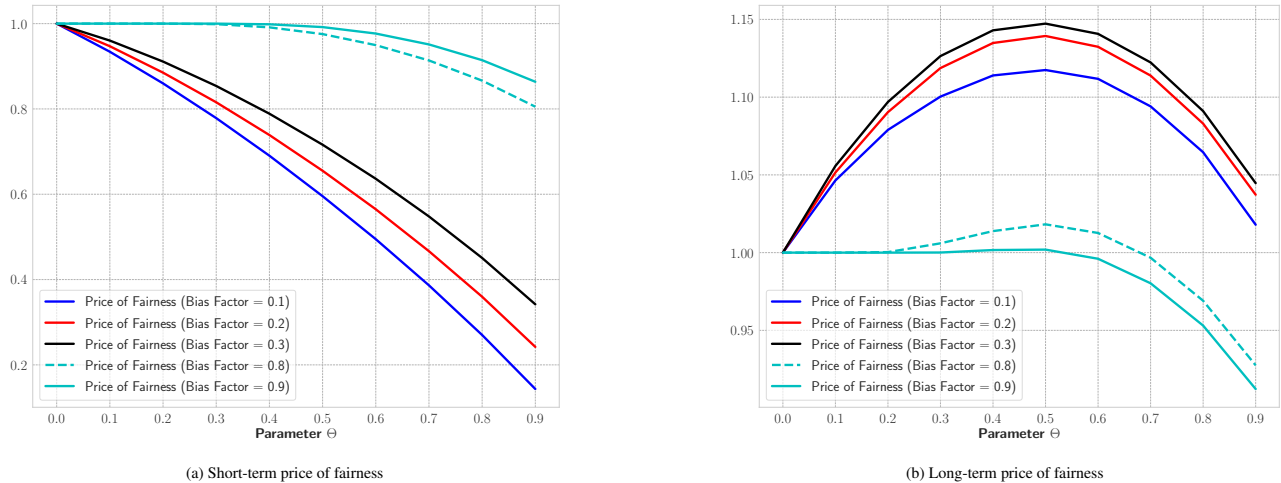 1.0
0.8
0.6
0.4
0.2
Price of Fairness (Bias Factor = 0.1)
Price of Fairness (Bias Factor = 0.2)
Price of Fairness (Bias Factor = 0.3)
Price of Fairness (Bias Factor = 0.8)
Price of Fairness (Bias Factor = 0.9)
0.0 0.1 0.2 0.3 0.4 0.5 0.6 0.7 0.8 0.9
Parameter Θ
(a) Short-term price of fairness
1.15
1.10
1.05
1.00
0.95
Price of Fairness (Bias Factor = 0.1)
Price of Fairness (Bias Factor = 0.2)
Price of Fairness (Bias Factor = 0.3)
Price of Fairness (Bias Factor = 0.8)
Price of Fairness (Bias Factor = 0.9)
0.0 0.1 0.2 0.3 0.4 0.5 0.6 0.7 0.8 0.9
Parameter Θ
(b) Long-term price of fairness